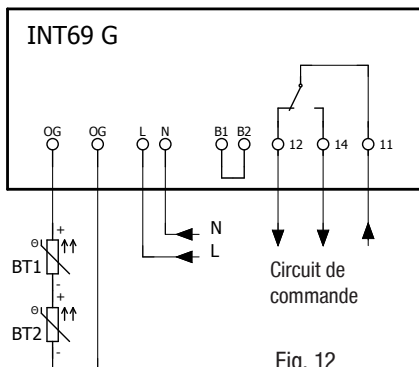 INT69 G
OG OG L N B1 B2
12 14 11
+
Θ
BT1
-
+
Θ
BT2
-
N
L
Circuit de
commande
Fig. 12